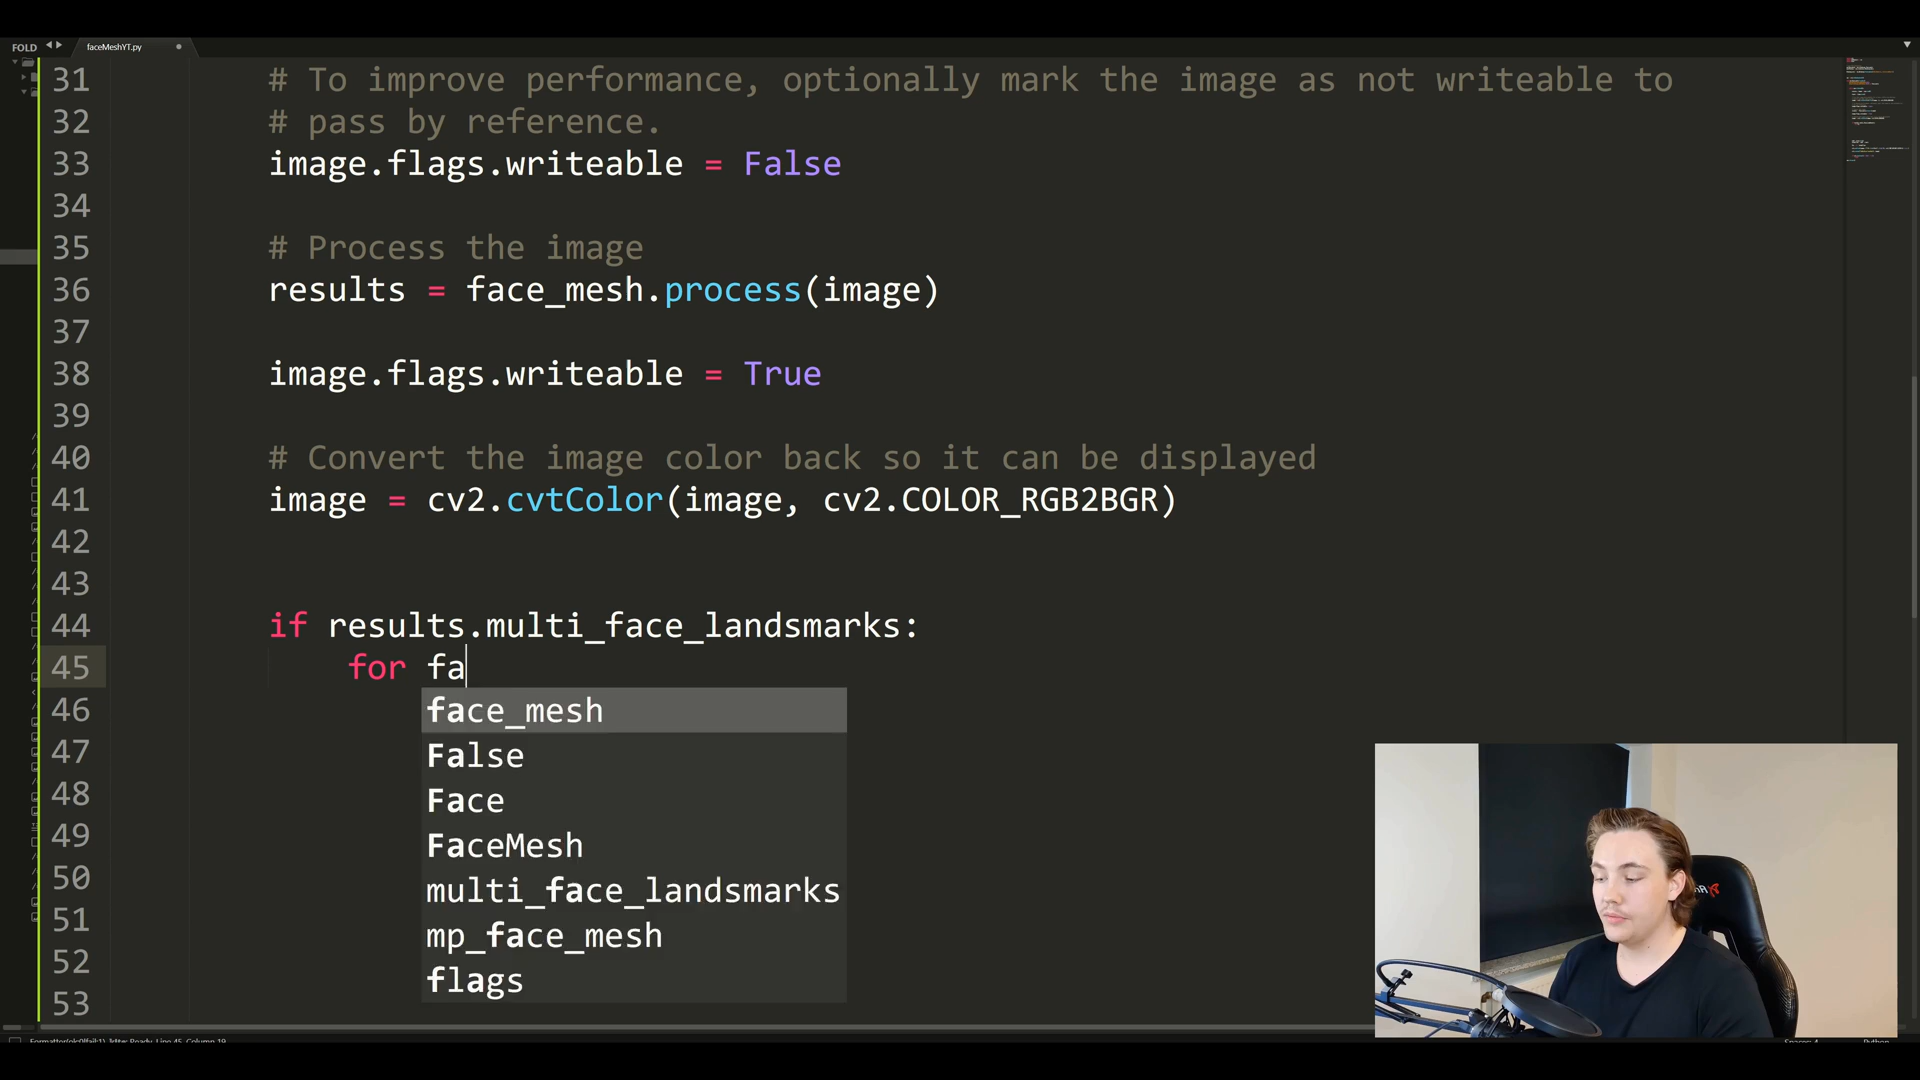 FOLD
faceMeshYT.py
31 # To improve performance, optionally mark the image as not writeable to
32 # pass by reference.
33 image.flags.writeable = False
34
35 # Process the image
36 results = face_mesh.process(image)
37
38 image.flags.writeable = True
39
40 # Convert the image color back so it can be displayed
41 image = cv2.cvtColor(image, cv2.COLOR_RGB2BGR)
42
43
44 if results.multi_face_landsmarks:
45 for fa
46 face_mesh
47 False
48 Face
49 FaceMesh
50 multi_face_landsmarks
51 mp_face_mesh
52 flags
53